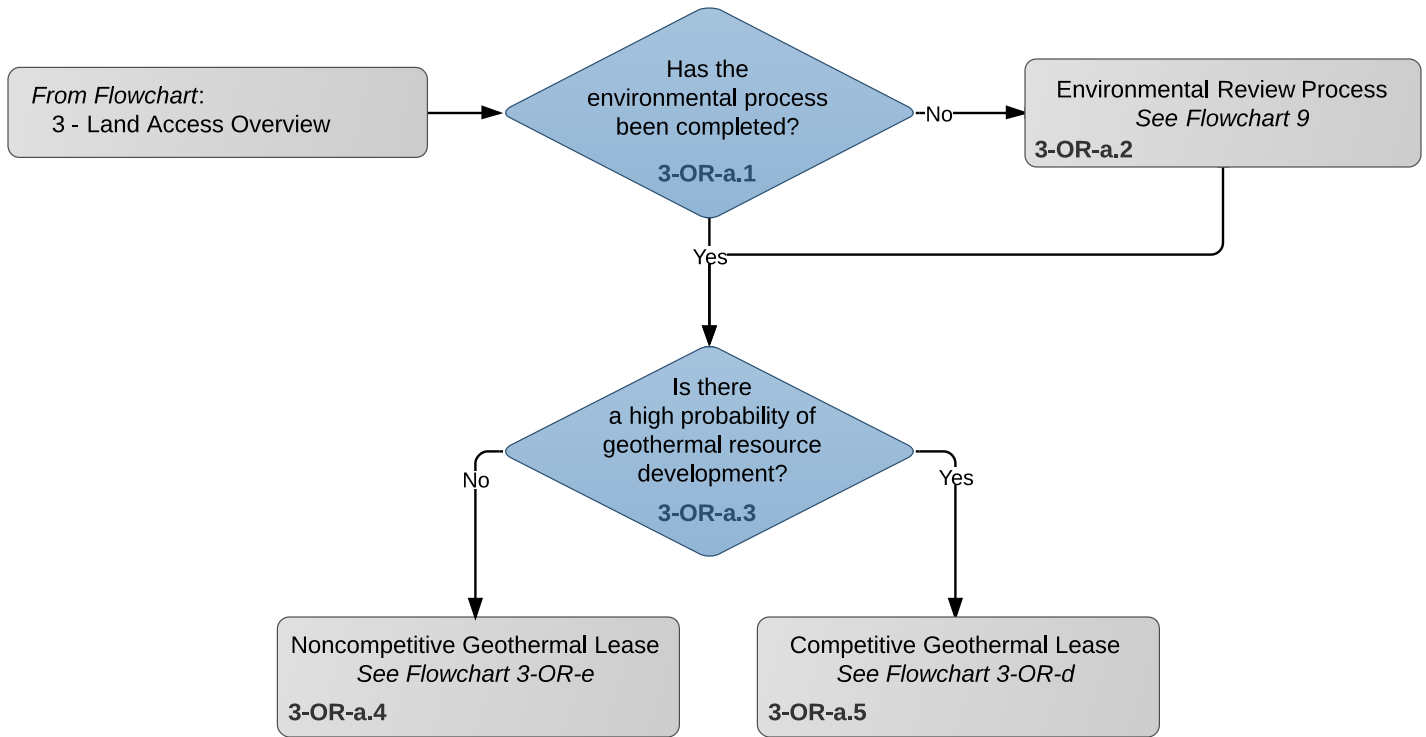 From Flowchart:
3 - Land Access Overview
Has the
environmental process
been completed?
3-OR-a.1
No
Environmental Review Process
See Flowchart 9
3-OR-a.2
Yes
Is there
a high probability of
geothermal resource
development?
3-OR-a.3
No
Yes
Noncompetitive Geothermal Lease
See Flowchart 3-OR-e
3-OR-a.4
Competitive Geothermal Lease
See Flowchart 3-OR-d
3-OR-a.5